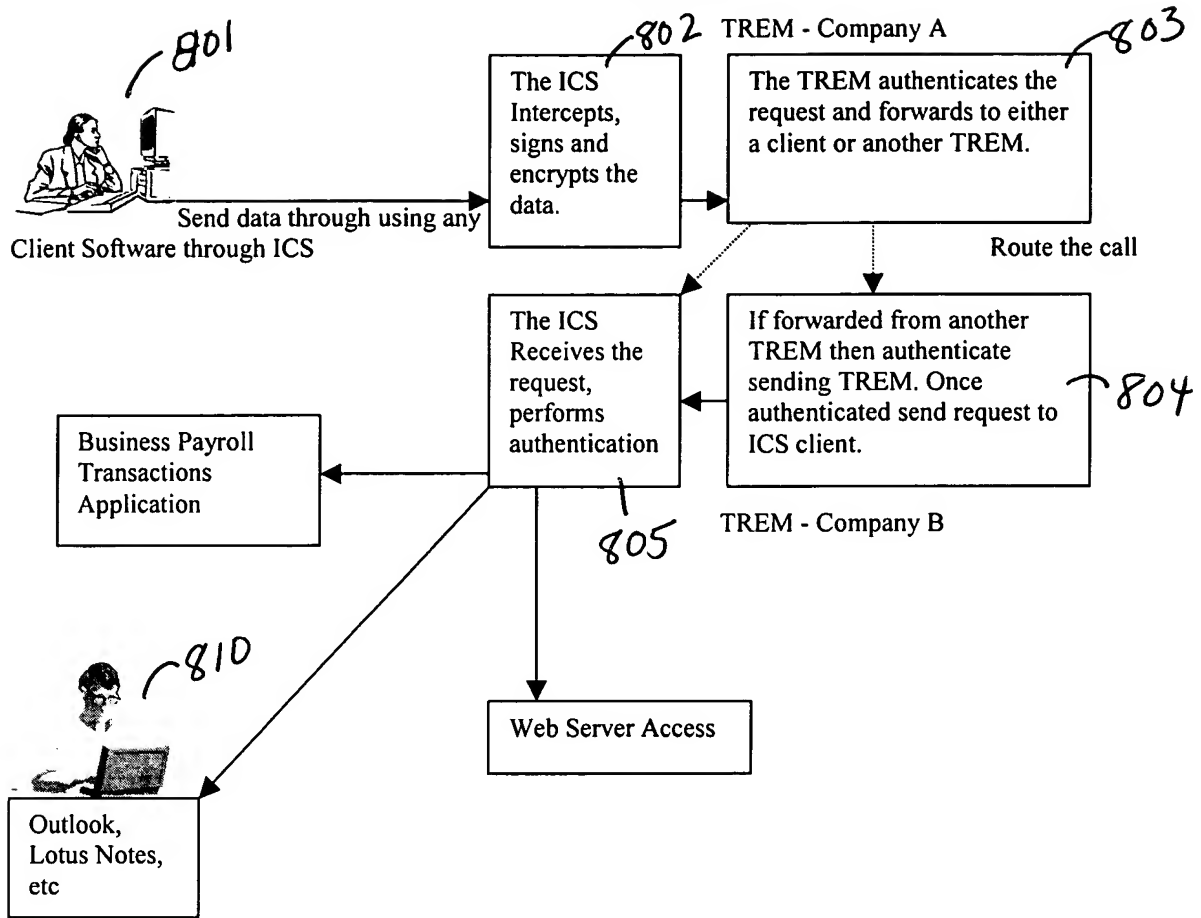 801
802
TREM - Company A
803
The ICS
Intercepts,
signs and
encrypts the
data.
The TREM authenticates the
request and forwards to either
a client or another TREM.
Send data through using any
Client Software through ICS
Route the call
The ICS
Receives the
request,
performs
authentication
If forwarded from another
TREM then authenticate
sending TREM. Once
authenticated send request to
ICS client.
804
Business Payroll
Transactions
Application
805
TREM - Company B
810
Web Server Access
Outlook,
Lotus Notes,
etc